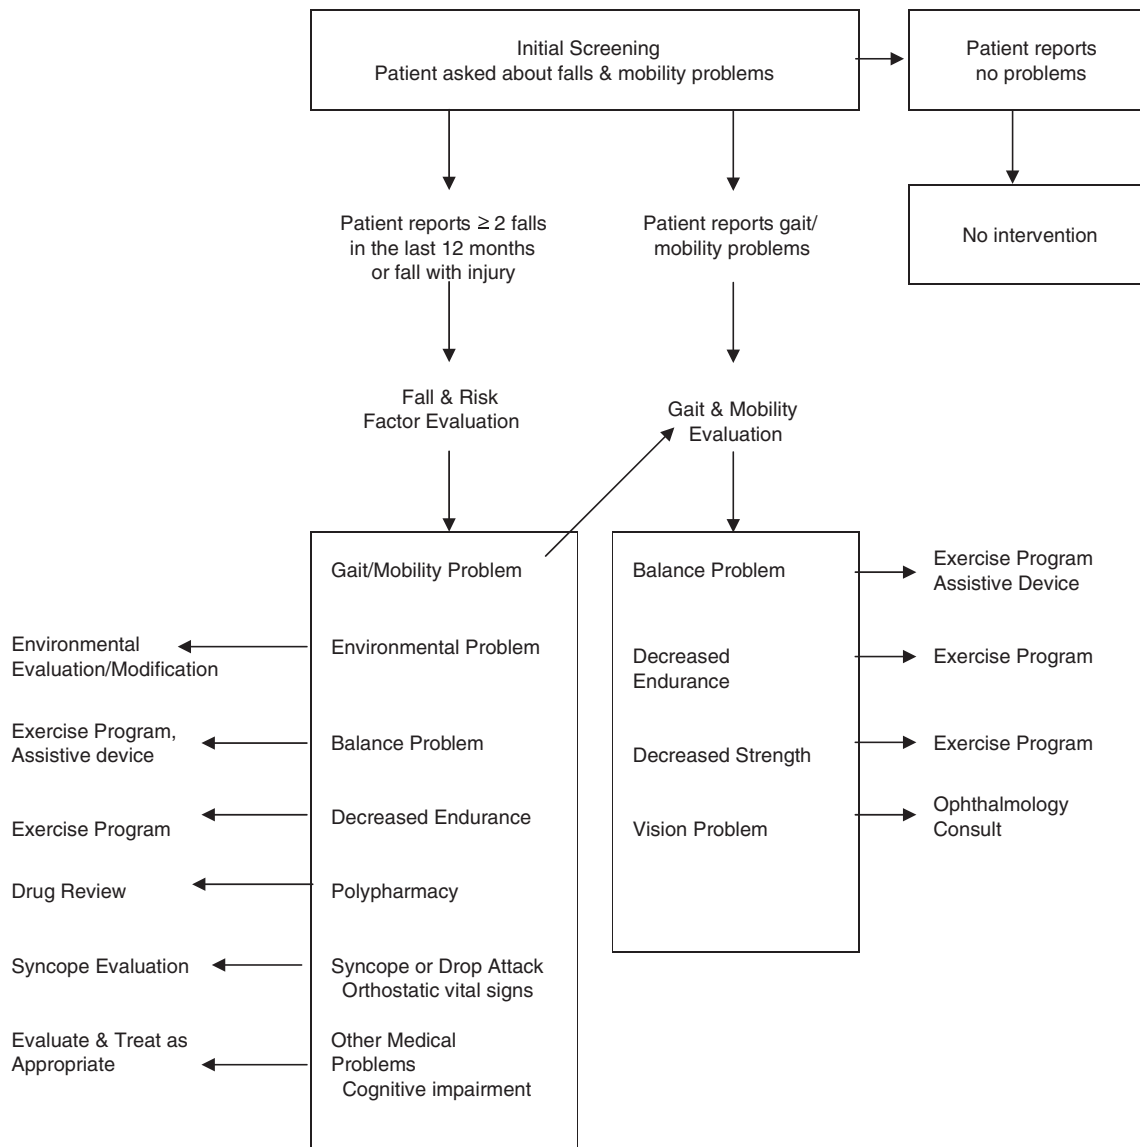 Initial Screening
Patient asked about falls & mobility problems
Patient reports
no problems
No intervention
Patient reports ≥ 2 falls
in the last 12 months
or fall with injury
Patient reports gait/
mobility problems
Fall & Risk
Factor Evaluation
Gait & Mobility
Evaluation
Gait/Mobility Problem
Environmental Problem
Environmental
Evaluation/Modification
Balance Problem
Exercise Program,
Assistive device
Decreased Endurance
Exercise Program
Polypharmacy
Drug Review
Syncope or Drop Attack
Orthostatic vital signs
Syncope Evaluation
Other Medical
Problems
Cognitive impairment
Evaluate & Treat as
Appropriate
Balance Problem
Exercise Program
Assistive Device
Decreased
Endurance
Exercise Program
Decreased Strength
Exercise Program
Vision Problem
Ophthalmology
Consult